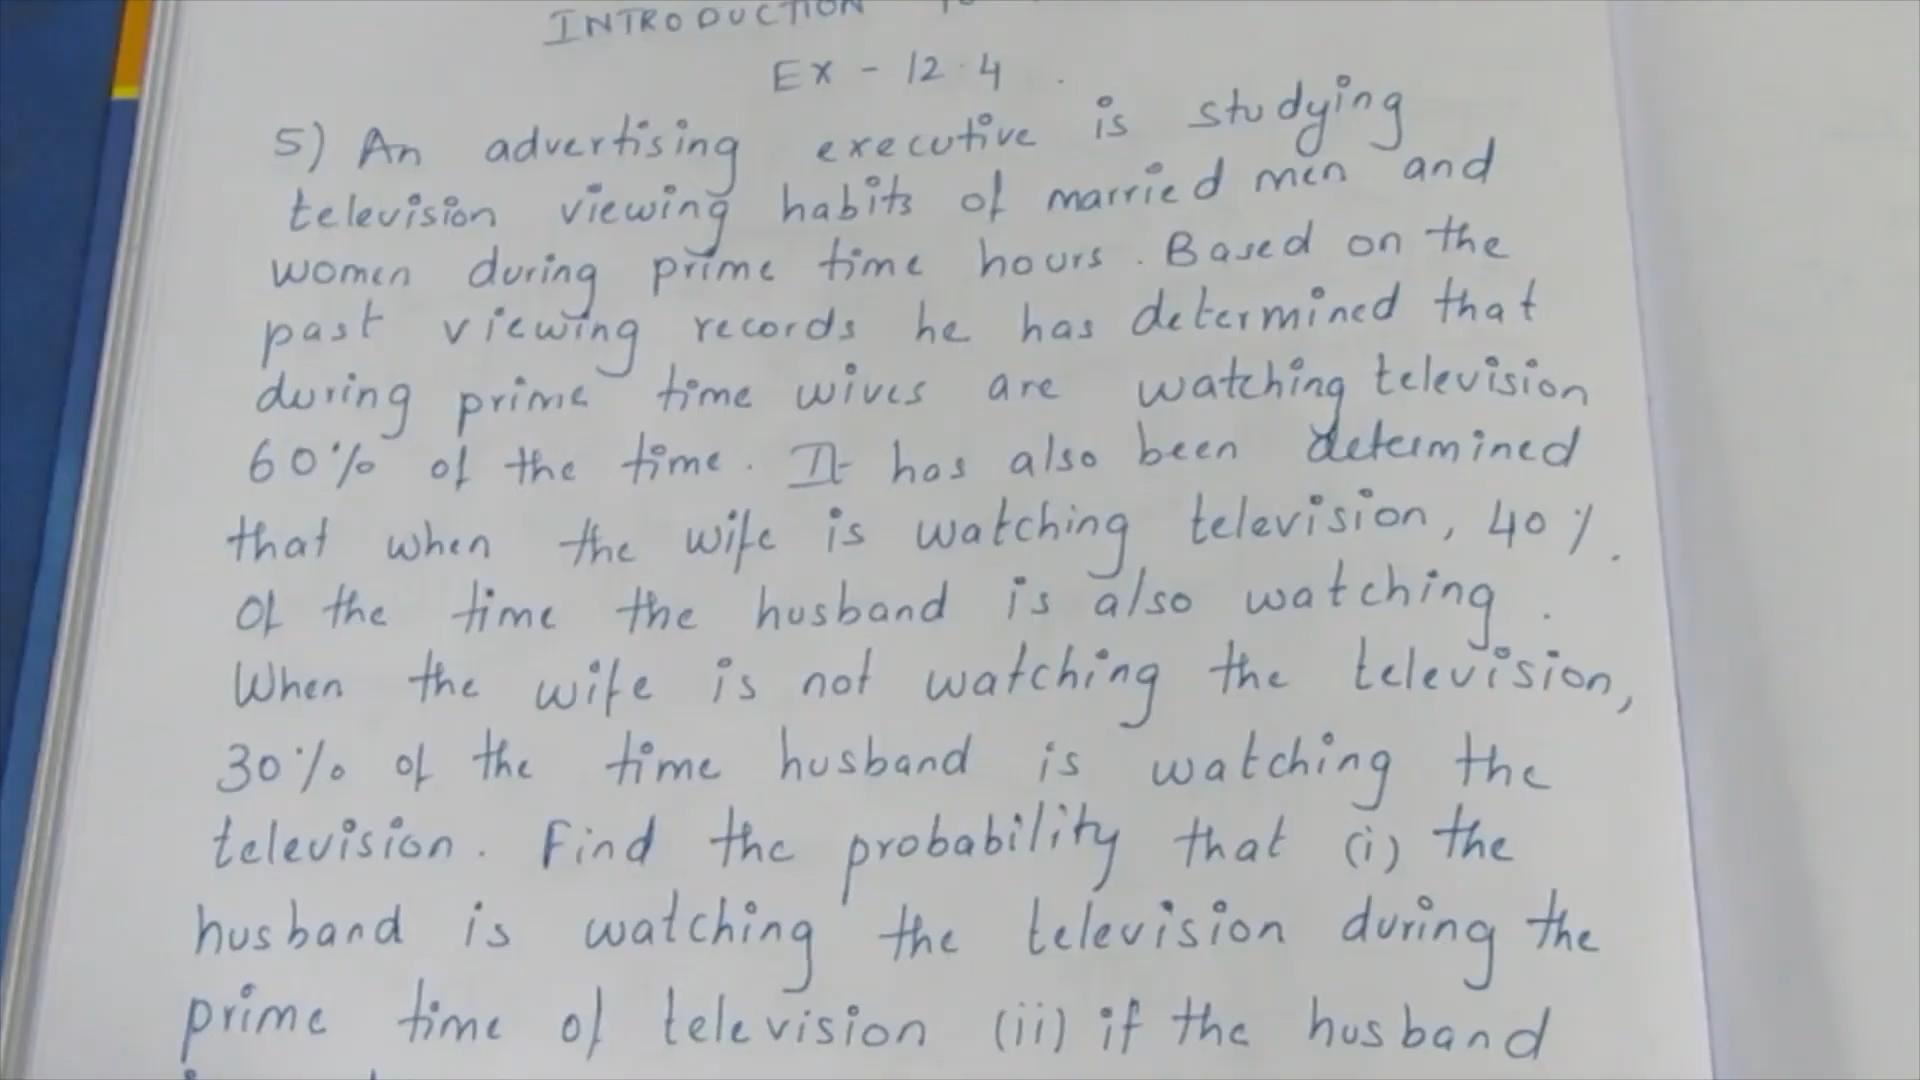 INTRODUCTION
EX - 12.4
5) An advertising executive is studying
television viewing habits of married men and
women during prime time hours. Based on the
past viewing records he has determined that
during prime time wives are watching television
60% of the time. It has also been determined
that when the wife is watching television, 40%
of the time the husband is also watching.
When the wife is not watching the television,
30% of the time husband is watching the
television. Find the probability that (i) the
husband is watching the television during the
prime time of television (ii) if the husband